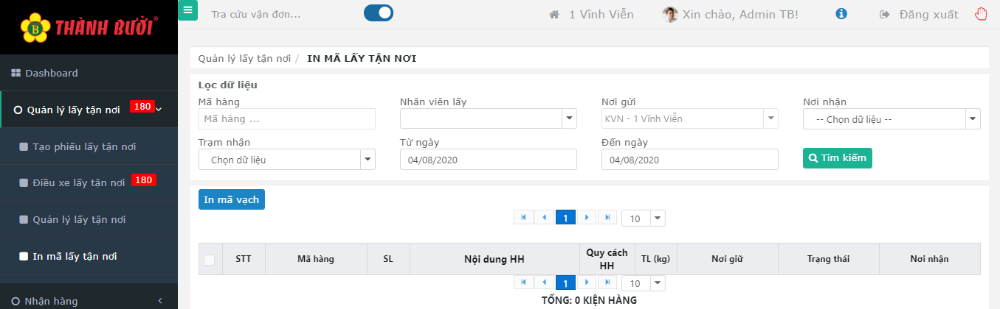 B THÀNH BƯỞI®
Tra cứu vận đơn...
1 Vĩnh Viễn
Xin chào, Admin TB!
Đăng xuất
Dashboard
Quản lý lấy tận nơi 180
Tạo phiếu lấy tận nơi
Điều xe lấy tận nơi 180
Quản lý lấy tận nơi
In mã lấy tận nơi
Nhận hàng
Quản lý lấy tận nơi / IN MÃ LẤY TẬN NƠI
Lọc dữ liệu
Mã hàng
Mã hàng ...
Nhân viên lấy
Nơi gửi
KVN - 1 Vĩnh Viễn
Nơi nhận
-- Chọn dữ liệu --
Trạm nhận
Chọn dữ liệu
Từ ngày
04/08/2020
Đến ngày
04/08/2020
Tìm kiếm
In mã vạch
1 10
STT Mã hàng SL Nội dung HH Quy cách HH TL (kg) Nơi giữ Trạng thái Nơi nhận
1 10
TỔNG: 0 KIỆN HÀNG